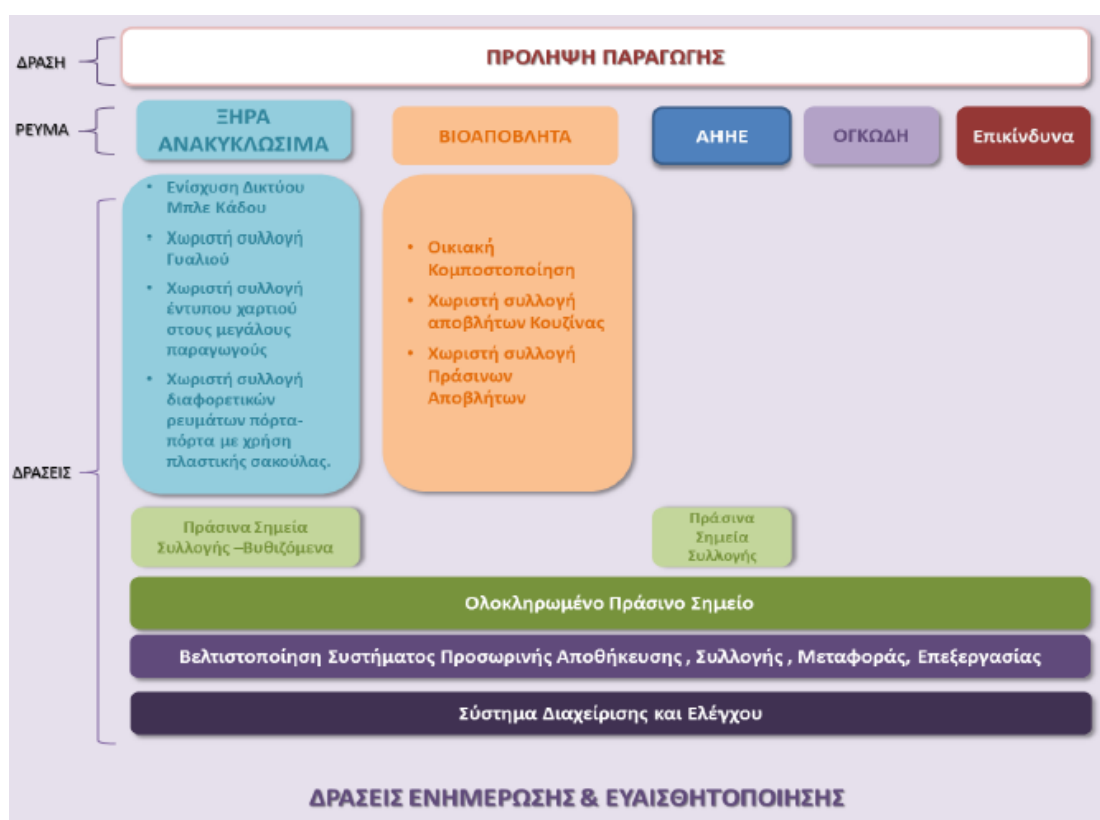 ΔΡΑΣΗ
ΠΡΟΛΗΨΗ ΠΑΡΑΓΩΓΗΣ
ΡΕΥΜΑ
ΞΗΡΑ
ΑΝΑΚΥΚΛΩΣΙΜΑ
ΒΙΟΑΠΟΒΛΗΤΑ
ΑΗΗΕ
ΟΓΚΩΔΗ
Επικίνδυνα
ΔΡΑΣΕΙΣ
• Ενίσχυση Δικτύου
Μπλε Κάδου
• Χωριστή συλλογή
Γυαλιού
• Χωριστή συλλογή
έντυπου χαρτιού
στους μεγάλους
παραγωγούς
• Χωριστή συλλογή
διαφορετικών
ρευμάτων πόρτα-
πόρτα με χρήση
πλαστικής σακούλας.
• Οικιακή
Κομποστοποίηση
• Χωριστή συλλογή
αποβλήτων Κουζίνας
• Χωριστή συλλογή
Πράσινων
Αποβλήτων
Πράσινα Σημεία
Συλλογής –Βυθιζόμενα
Πράσινα
Σημεία
Συλλογής
Ολοκληρωμένο Πράσινο Σημείο
Βελτιστοποίηση Συστήματος Προσωρινής Αποθήκευσης , Συλλογής , Μεταφοράς, Επεξεργασίας
Σύστημα Διαχείρισης και Ελέγχου
ΔΡΑΣΕΙΣ ΕΝΗΜΕΡΩΣΗΣ & ΕΥΑΙΣΘΗΤΟΠΟΙΗΣΗΣ